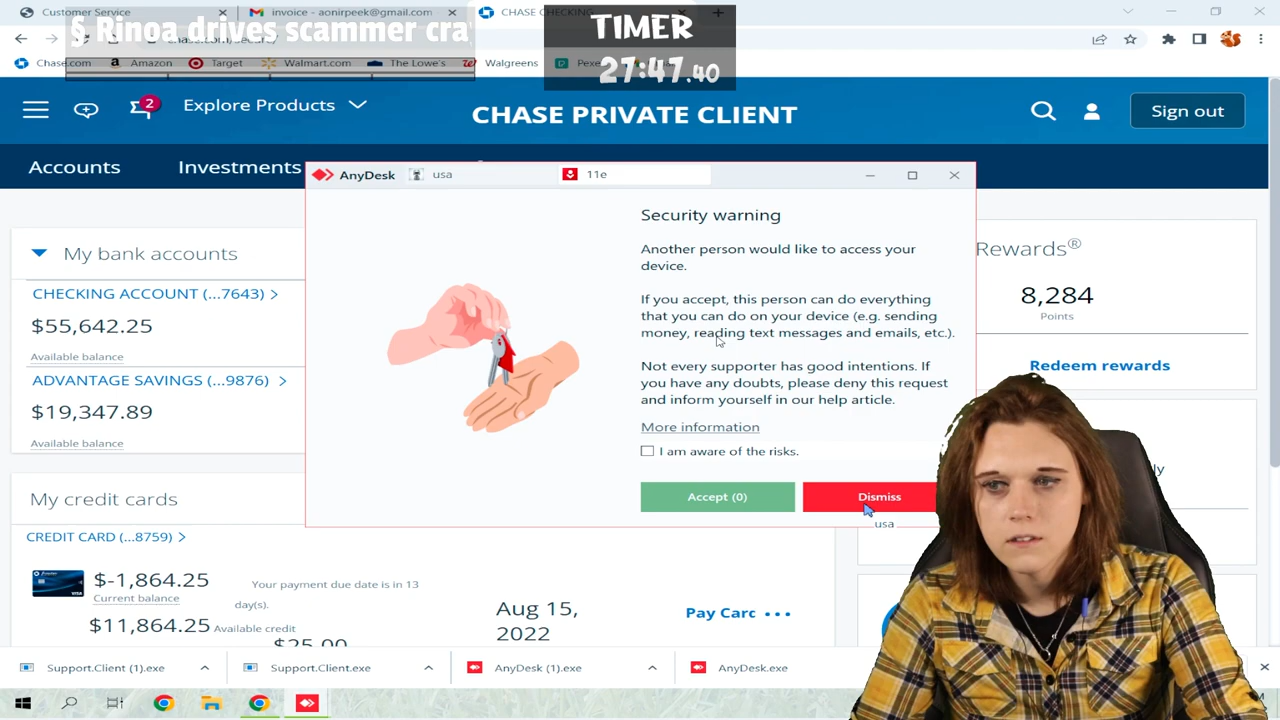 Customer Service
invoice - aonirpeek@gmail.com
CHASE CHECKING
§ Rinoa drives scammer cra
TIMER
27:47.40
Chase.com
Amazon
Target
Walmart.com
The Lowe's
Walgreens
2
Explore Products
CHASE PRIVATE CLIENT
Sign out
Accounts
Investments
AnyDesk
usa
11e
My bank accounts
CHECKING ACCOUNT (...7643) >
$55,642.25
Available balance
ADVANTAGE SAVINGS (...9876) >
$19,347.89
Available balance
My credit cards
CREDIT CARD (...8759) >
$-1,864.25
Current balance
$11,864.25 Available credit
Your payment due date is in 13
day(s).
$25.00
Aug 15,
2022
Pay Carc
Security warning
Another person would like to access your
device.
If you accept, this person can do everything
that you can do on your device (e.g. sending
money, reading text messages and emails, etc.).
Not every supporter has good intentions. If
you have any doubts, please deny this request
and inform yourself in our help article.
More information
I am aware of the risks.
Accept (0)
Dismiss
usa
Rewards®
8,284
Points
Redeem rewards
Support.Client (1).exe
Support.Client.exe
AnyDesk (1).exe
AnyDesk.exe